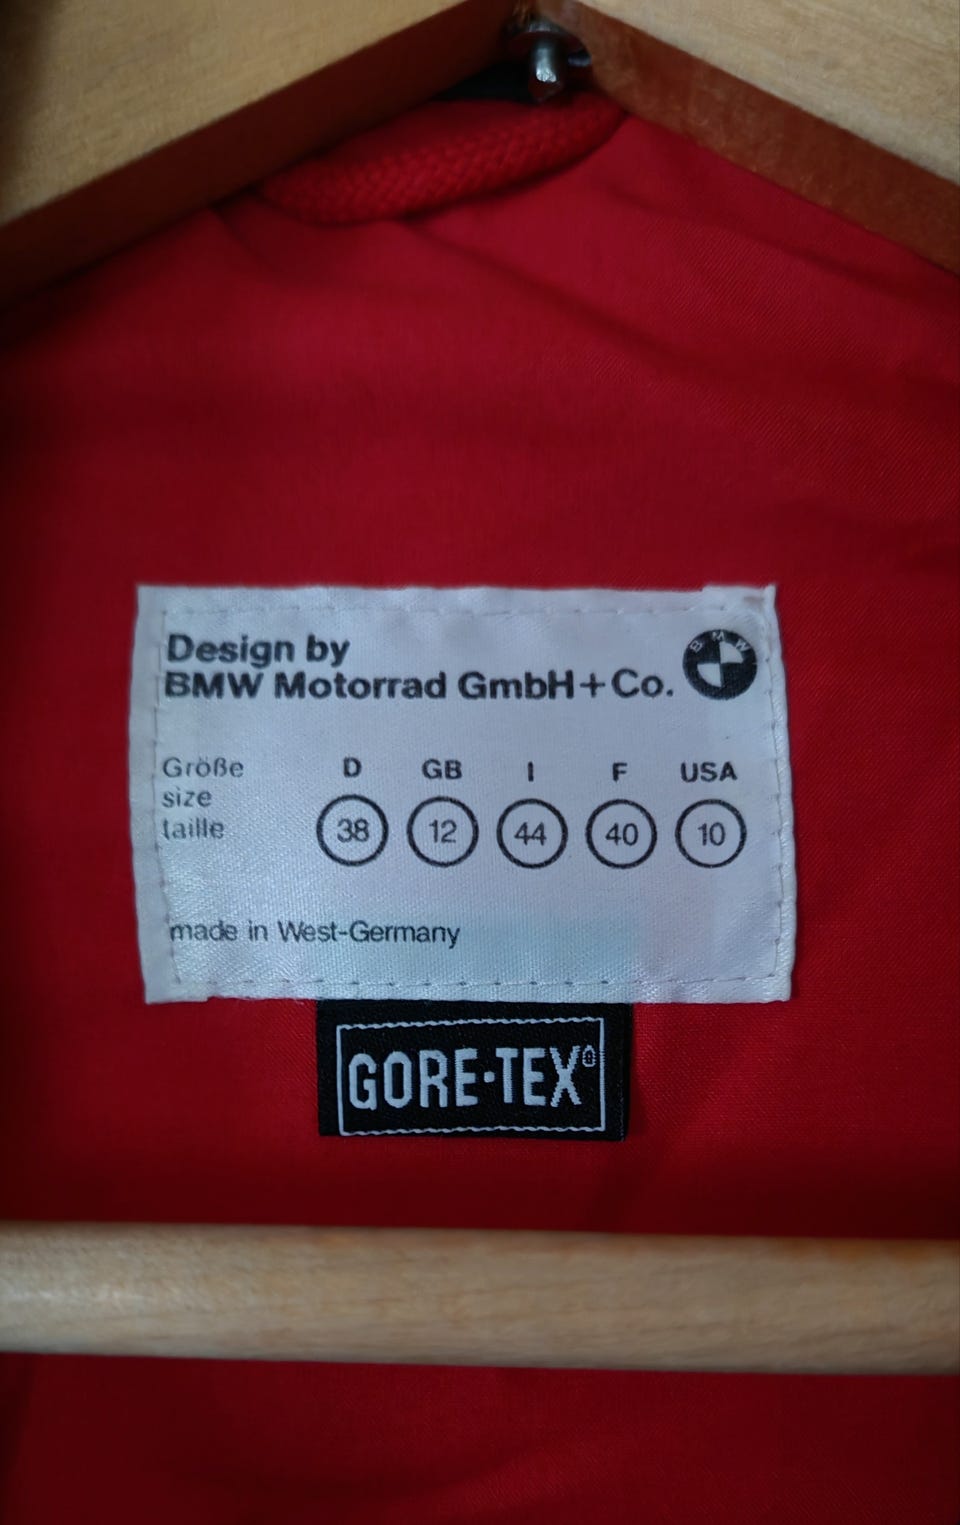 Design by
BMW Motorrad GmbH+Co.
BMW
Größe D GB I F USA
size
taille 38 12 44 40 10
made in West-Germany
GORE-TEX®